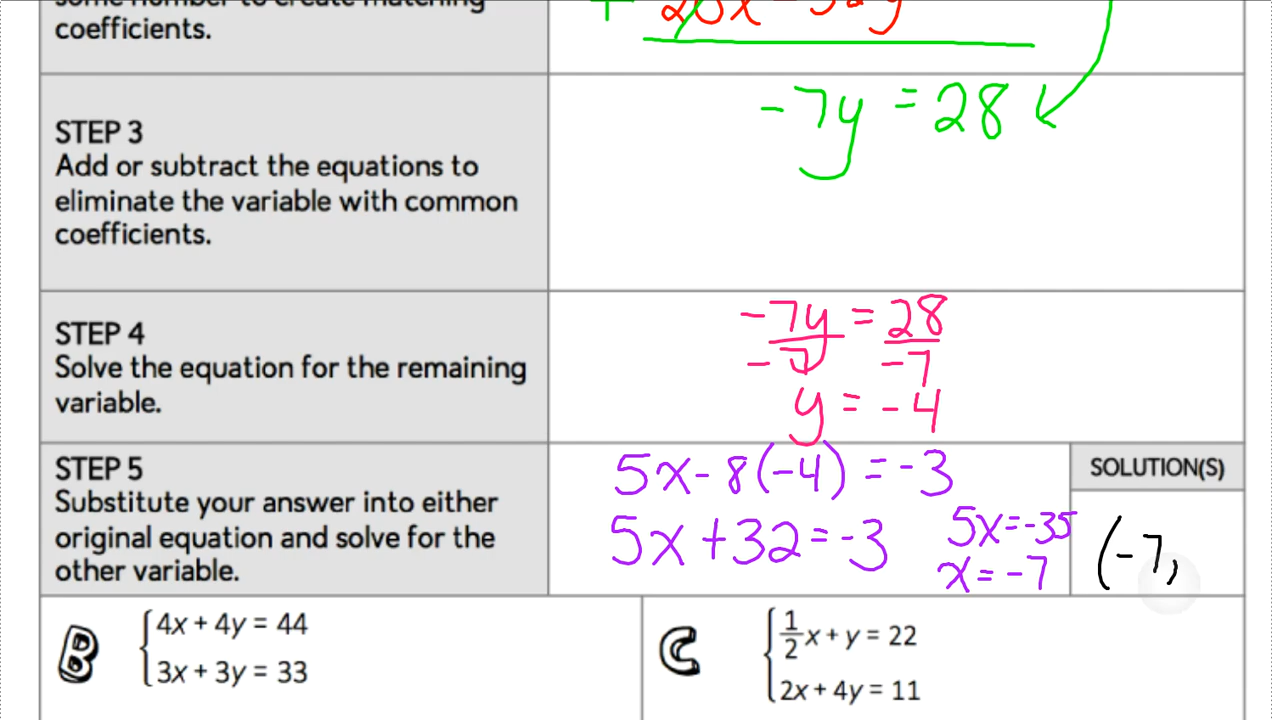 coefficients.
-7y = 28
STEP 3
Add or subtract the equations to
eliminate the variable with common
coefficients.
STEP 4
Solve the equation for the remaining
variable.
-7y = 28
-7 -7
y = -4
STEP 5
Substitute your answer into either
original equation and solve for the
other variable.
5x - 8(-4) = -3
5x + 32 = -3
5x = -35
x = -7
SOLUTION(S)
(-7,
B
4x + 4y = 44
3x + 3y = 33
C
1/2x + y = 22
2x + 4y = 11